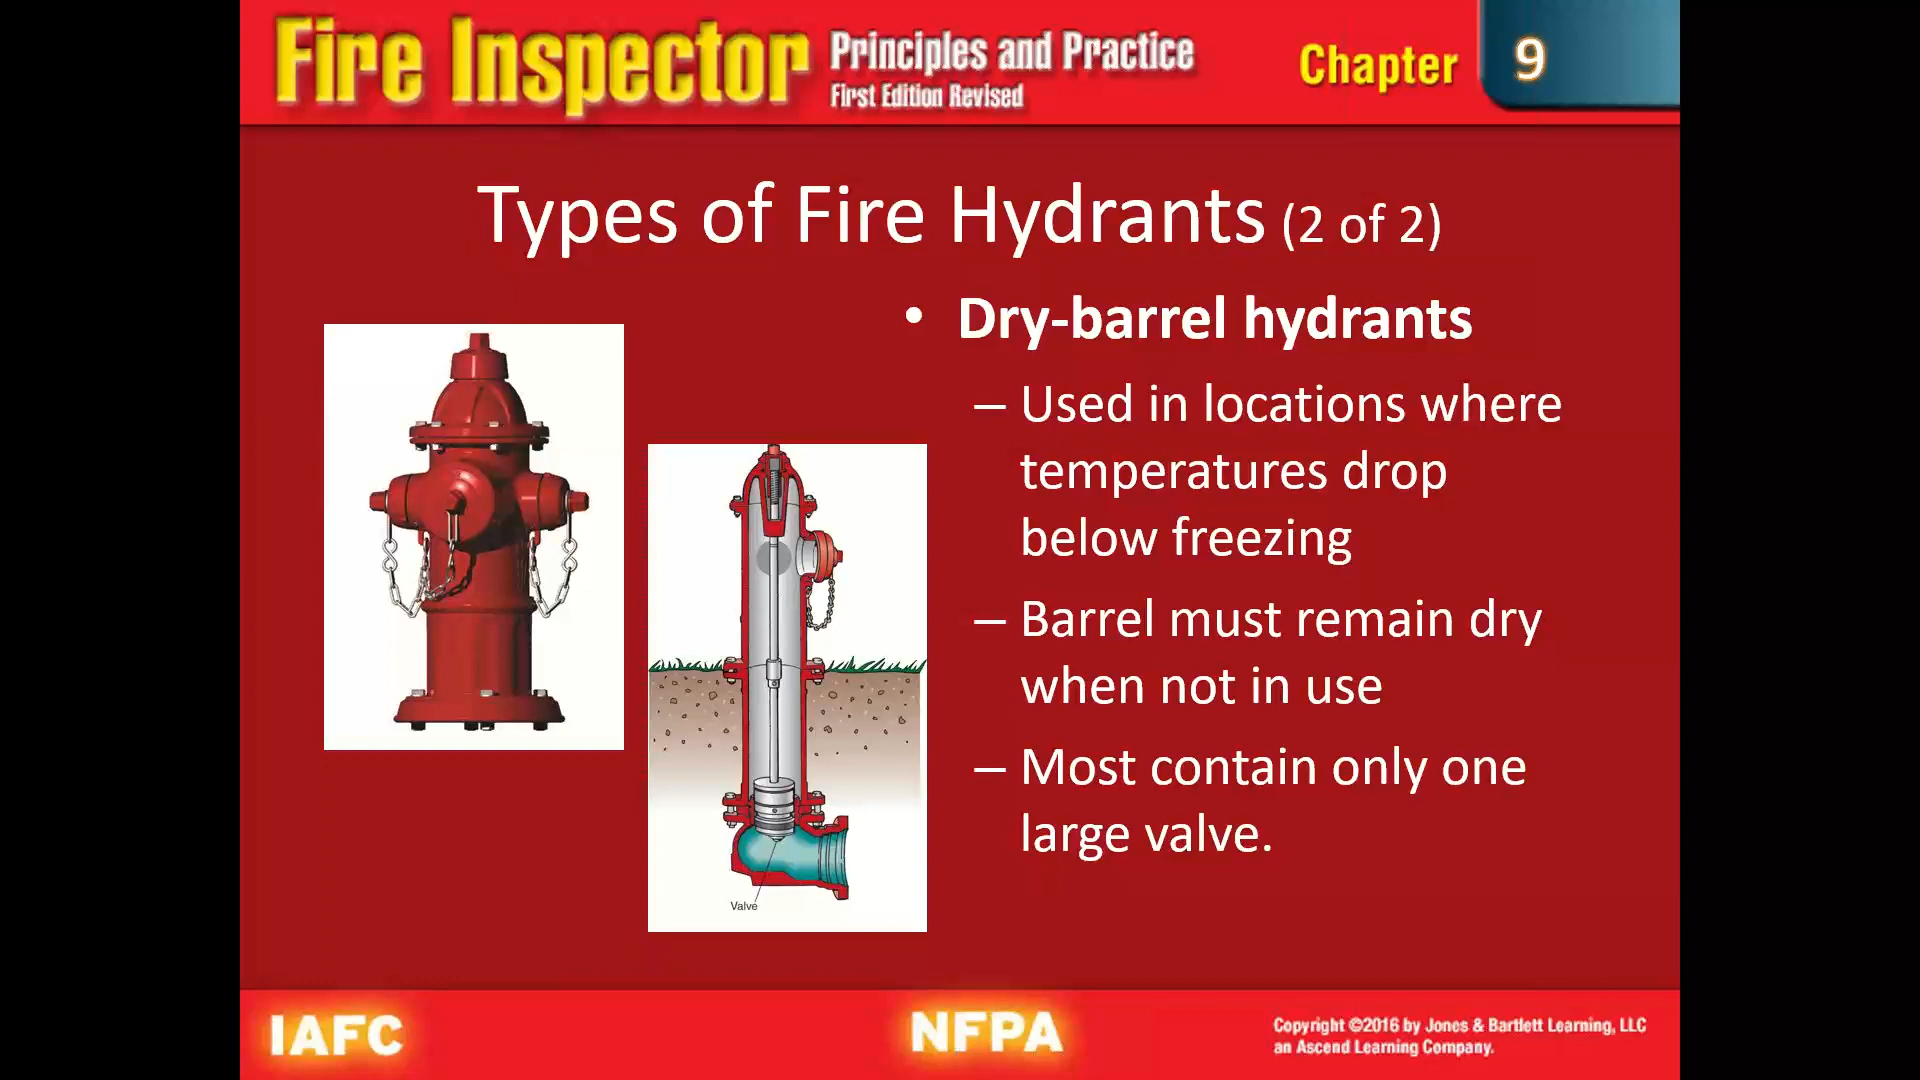 Fire Inspector Principles and Practice
First Edition Revised
Chapter 9
Types of Fire Hydrants (2 of 2)
• Dry-barrel hydrants
– Used in locations where
temperatures drop
below freezing
– Barrel must remain dry
when not in use
– Most contain only one
large valve.
Valve
IAFC
NFPA
Copyright ©2016 by Jones & Bartlett Learning, LLC
an Ascend Learning Company.